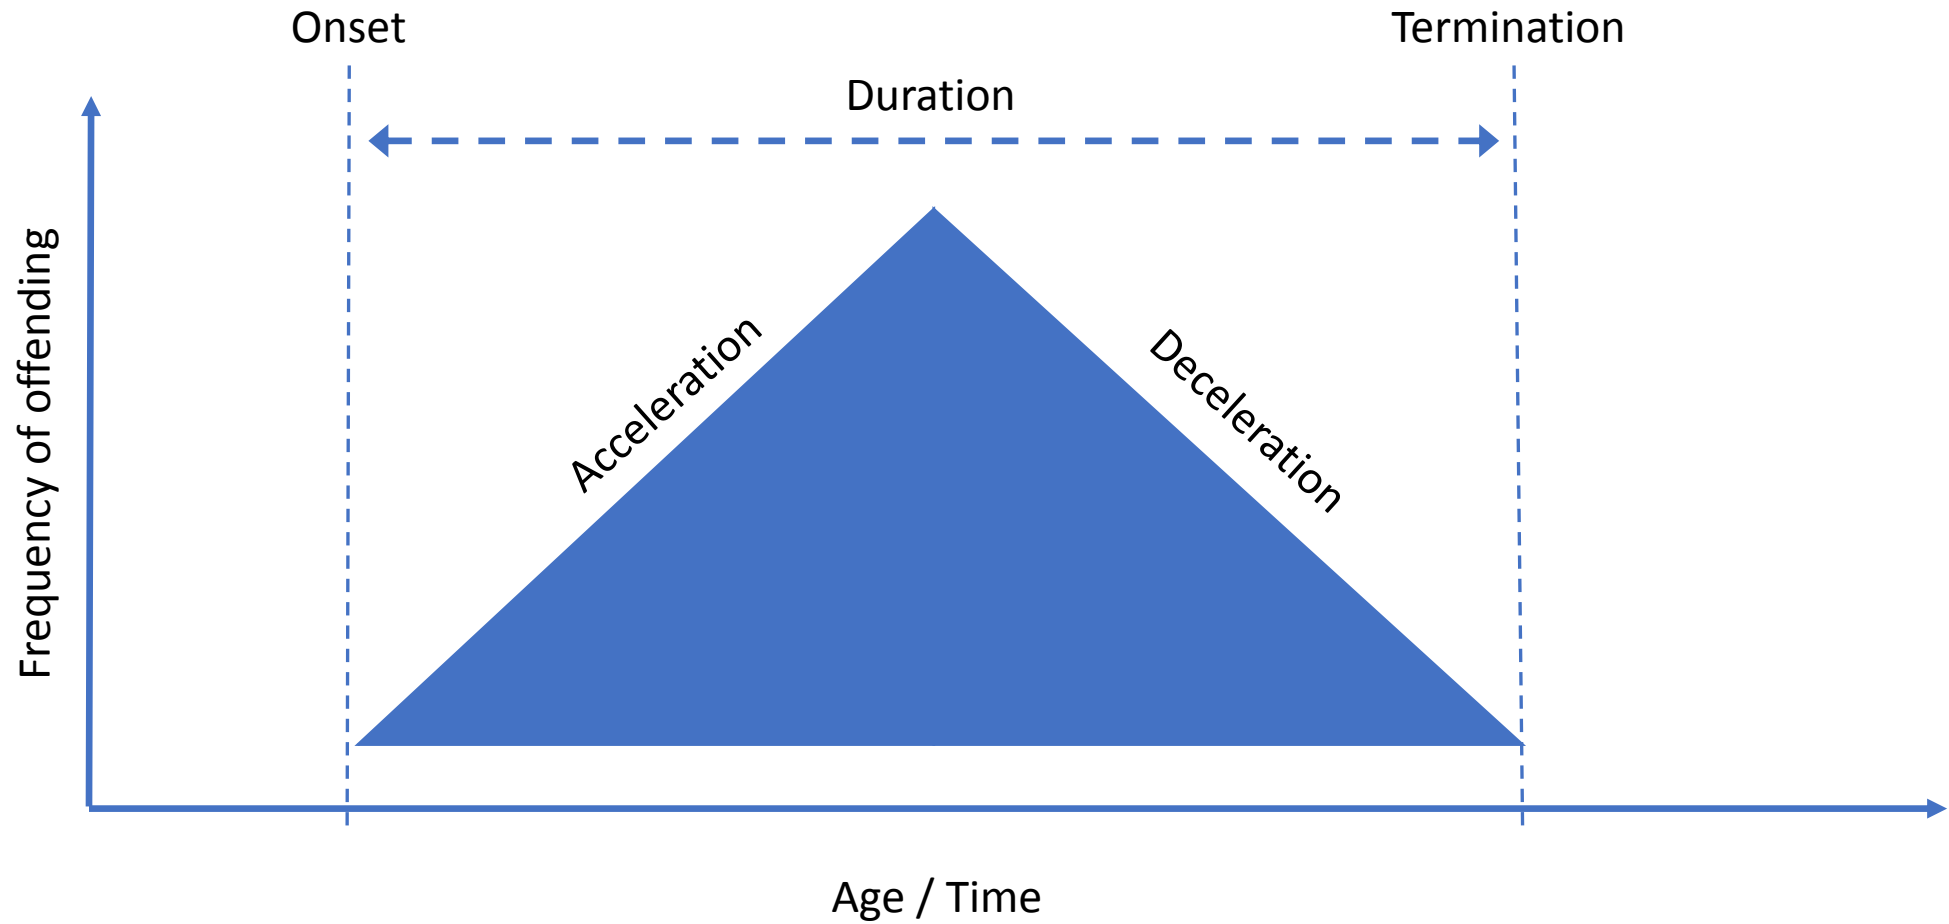 Onset
Termination
Duration
Frequency of offending
Acceleration
Deceleration
Age / Time